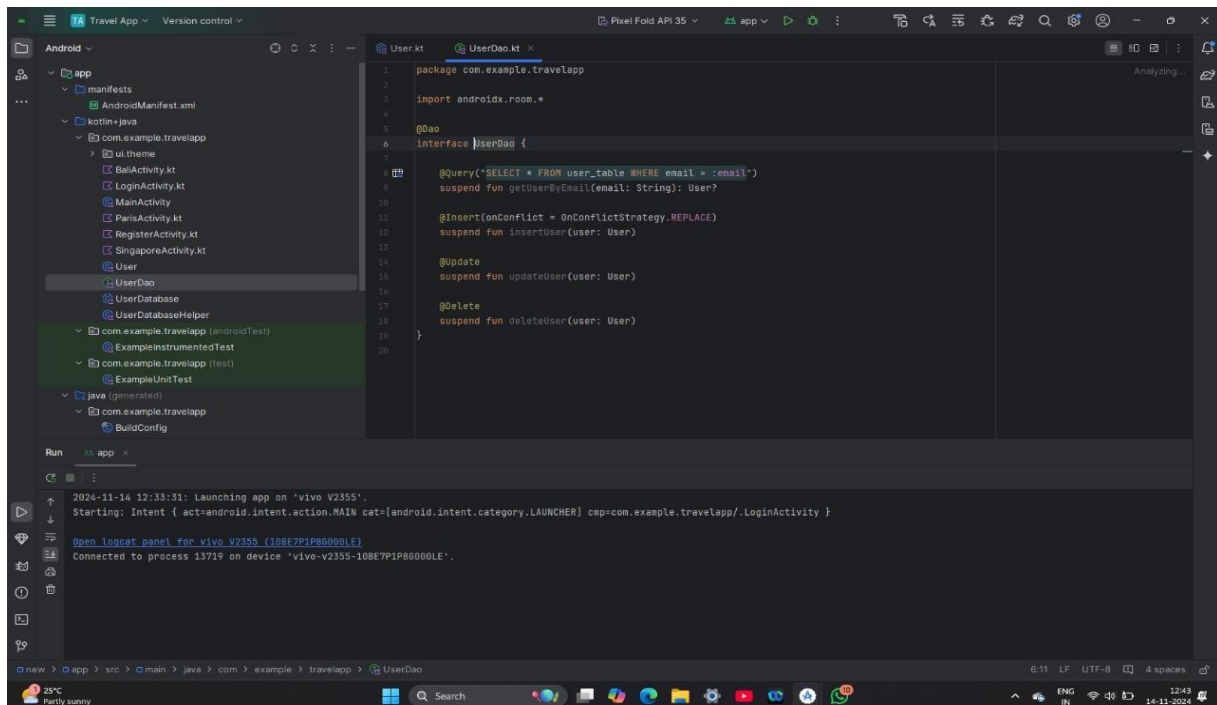 TA Travel App Version control Pixel Fold API 35 app
Android
User.kt UserDao.kt
app
manifests
AndroidManifest.xml
kotlin+java
com.example.travelapp
ui.theme
BaliActivity.kt
LoginActivity.kt
MainActivity
ParisActivity.kt
RegisterActivity.kt
SingaporeActivity.kt
User
UserDao
UserDatabase
UserDatabaseHelper
com.example.travelapp (androidTest)
ExampleInstrumentedTest
com.example.travelapp (test)
ExampleUnitTest
java (generated)
com.example.travelapp
BuildConfig
1 package com.example.travelapp
Analyzing...
2
3 import androidx.room.*
4
5 @Dao
6 interface UserDao {
7
8 @Query("SELECT * FROM user_table WHERE email = :email")
9 suspend fun getUserByEmail(email: String): User?
10
11 @Insert(onConflict = OnConflictStrategy.REPLACE)
12 suspend fun insertUser(user: User)
13
14 @Update
15 suspend fun updateUser(user: User)
16
17 @Delete
18 suspend fun deleteUser(user: User)
19 }
20
Run app
2024-11-14 12:33:31: Launching app on 'vivo V2355'.
Starting: Intent { act=android.intent.action.MAIN cat=[android.intent.category.LAUNCHER] cmp=com.example.travelapp/.LoginActivity }
Open logcat panel for vivo V2355 (10BE7P1P86000LE)
Connected to process 13719 on device 'vivo-v2355-10BE7P1P86000LE'.
new > app > src > main > java > com > example > travelapp > UserDao
6:11 LF UTF-8 4 spaces
1 25°C
Partly sunny
Search
10
ENG
IN
12:43
14-11-2024